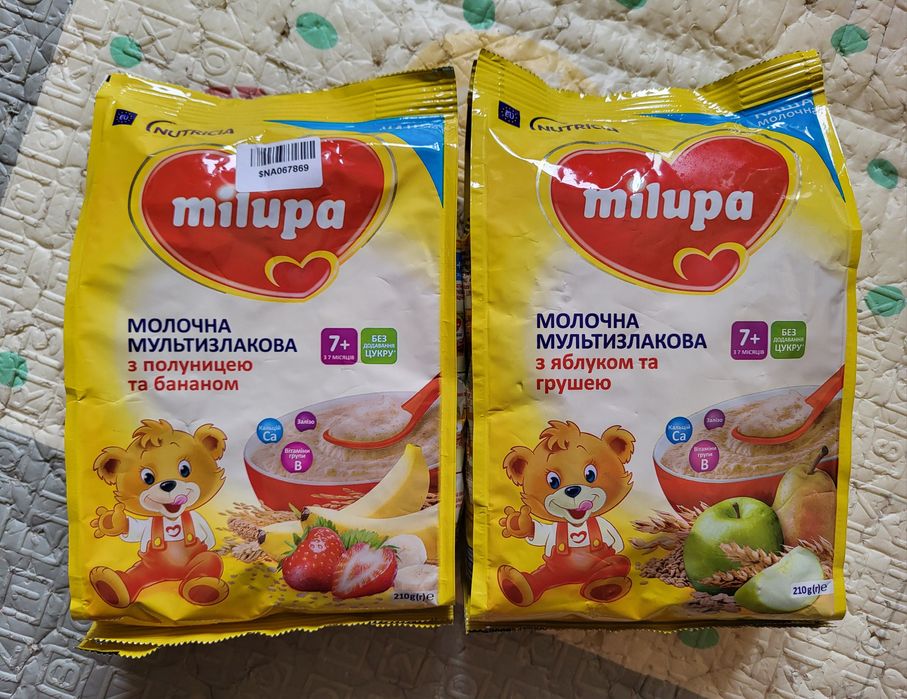 EU
NUTRICIA
$NA067869
milupa
МОЛОЧНА
МУЛЬТИЗЛАКОВА
з полуницею
та бананом
7+
З 7 МІСЯЦІВ
БЕЗ
ДОДАВАННЯ
ЦУКРУ*
Кальцій
Ca
Залізо
Вітаміни
групи
B
210g(г)e
EU
NUTRICIA
КАША
МОЛОЧНА
milupa
МОЛОЧНА
МУЛЬТИЗЛАКОВА
з яблуком та
грушею
7+
З 7 МІСЯЦІВ
БЕЗ
ДОДАВАННЯ
ЦУКРУ*
Кальцій
Ca
Залізо
Вітаміни
групи
B
210g(г)e